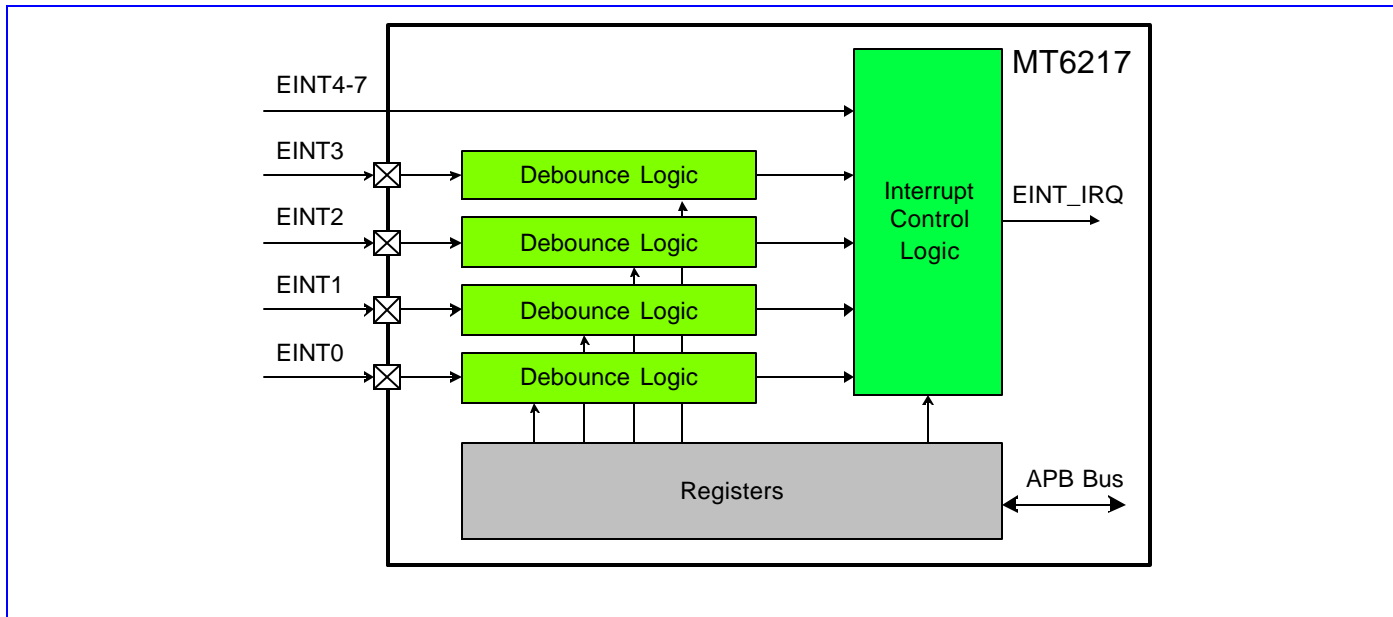 MT6217
EINT4-7
EINT3
Debounce Logic
EINT2
Debounce Logic
EINT1
Debounce Logic
EINT0
Debounce Logic
Interrupt
Control
Logic
EINT_IRQ
Registers
APB Bus